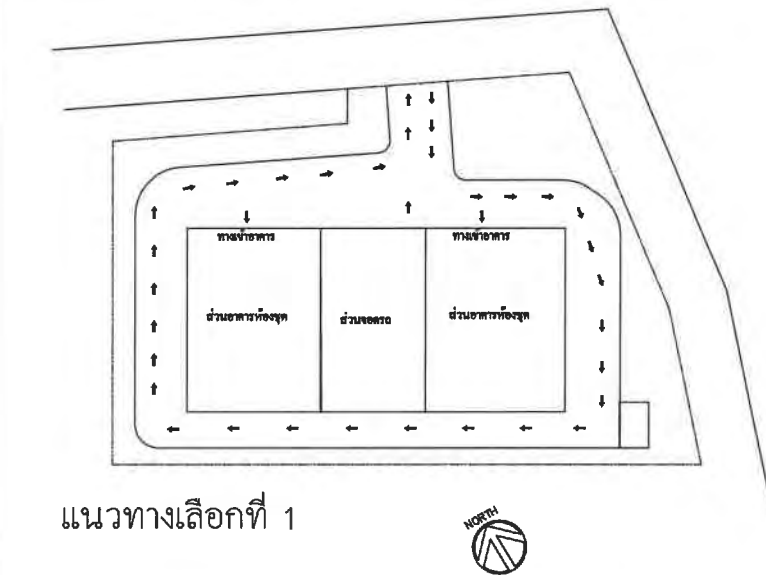 ทางเข้าอาคาร ทางเข้าอาคาร
ส่วนอาคารห้องชุด ส่วนจอดรถ ส่วนอาคารห้องชุด
แนวทางเลือกที่ 1
NORTH